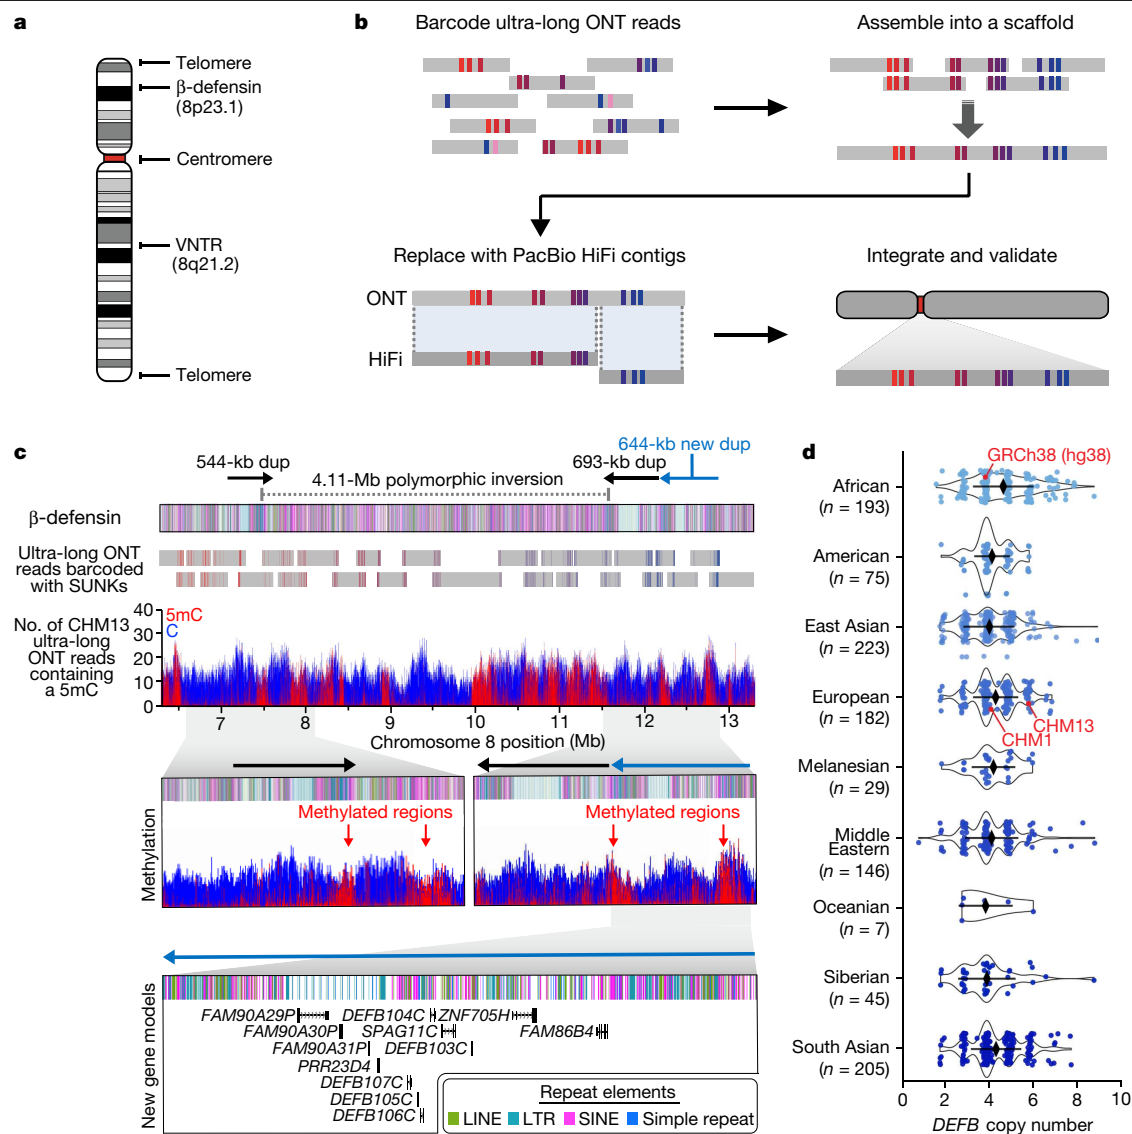 a
Telomere
β-defensin
(8p23.1)
Centromere
VNTR
(8q21.2)
Telomere
b
Barcode ultra-long ONT reads
Assemble into a scaffold
Replace with PacBio HiFi contigs
Integrate and validate
ONT
HiFi
c
644-kb new dup
544-kb dup
693-kb dup
4.11-Mb polymorphic inversion
β-defensin
Ultra-long ONT
reads barcoded
with SUNKs
No. of CHM13
ultra-long
ONT reads
containing
a 5mC
40
30
20
10
0
5mC
C
7 8 9 10 11 12 13
Chromosome 8 position (Mb)
Methylation
Methylated regions
Methylated regions
New gene models
FAM90A29P
DEFB104C
ZNF705H
FAM90A30P
SPAG11C
FAM86B4
FAM90A31P
DEFB103C
PRR23D4
DEFB107C
DEFB105C
DEFB106C
Repeat elements
LINE LTR SINE Simple repeat
d
GRCh38 (hg38)
African
(n = 193)
American
(n = 75)
East Asian
(n = 223)
European
(n = 182)
CHM13
CHM1
Melanesian
(n = 29)
Middle
Eastern
(n = 146)
Oceanian
(n = 7)
Siberian
(n = 45)
South Asian
(n = 205)
0 2 4 6 8 10
DEFB copy number